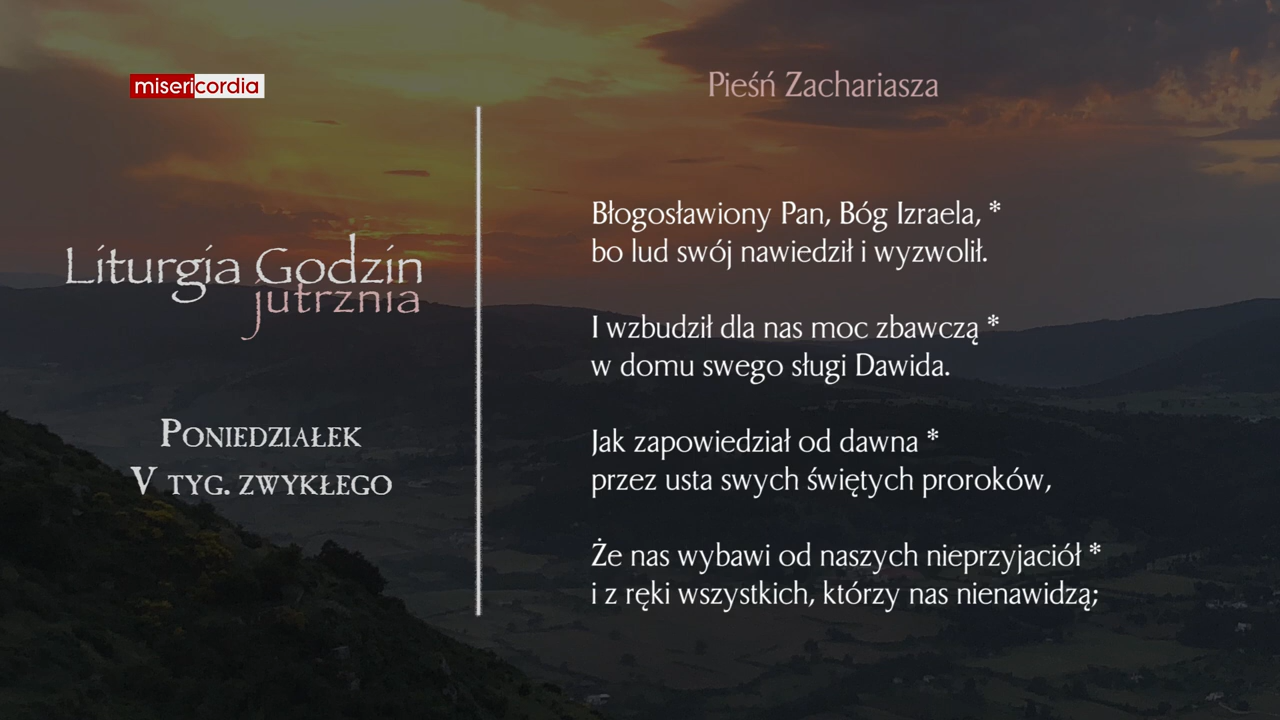 misericordia
Liturgia Godzin
jutrznia
Poniedziałek
V tyg. zwykłego
Pieśń Zachariasza
Błogosławiony Pan, Bóg Izraela, *
bo lud swój nawiedził i wyzwolił.
I wzbudził dla nas moc zbawczą *
w domu swego sługi Dawida.
Jak zapowiedział od dawna *
przez usta swych świętych proroków,
Że nas wybawi od naszych nieprzyjaciół *
i z ręki wszystkich, którzy nas nienawidzą;